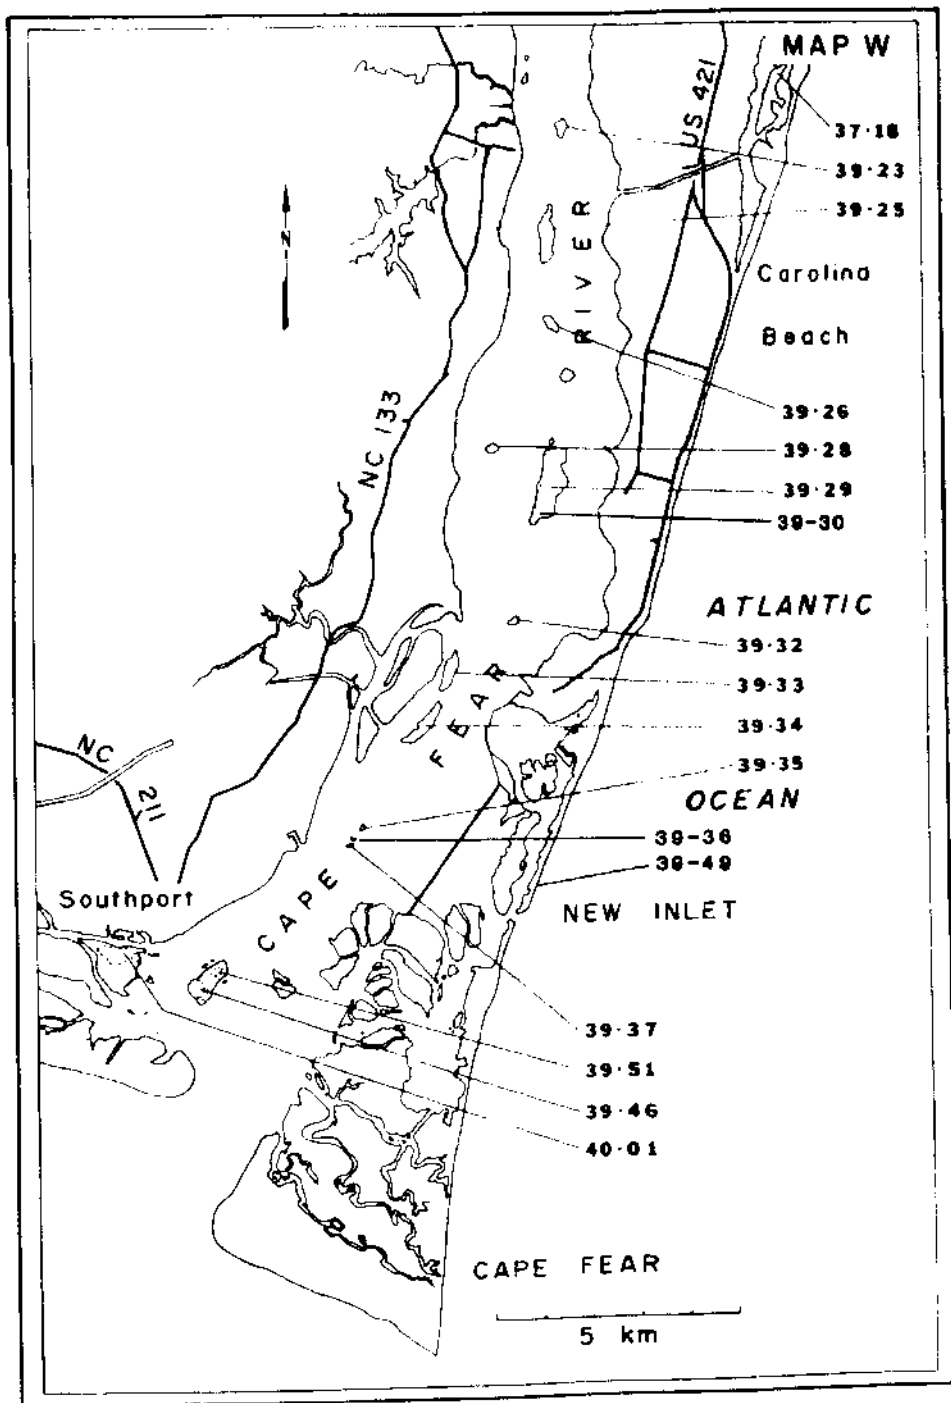 MAP W
US 421
37·18
39·23
39·25
N
RIVER
Carolina
Beach
39·26
NC 133
39·28
39·29
39-30
ATLANTIC
39·32
39·33
FEAR
39·34
NC
211
39·35
OCEAN
39-36
39-49
Southport
CAPE
NEW INLET
39·37
39·51
39·46
40·01
CAPE FEAR
5 km